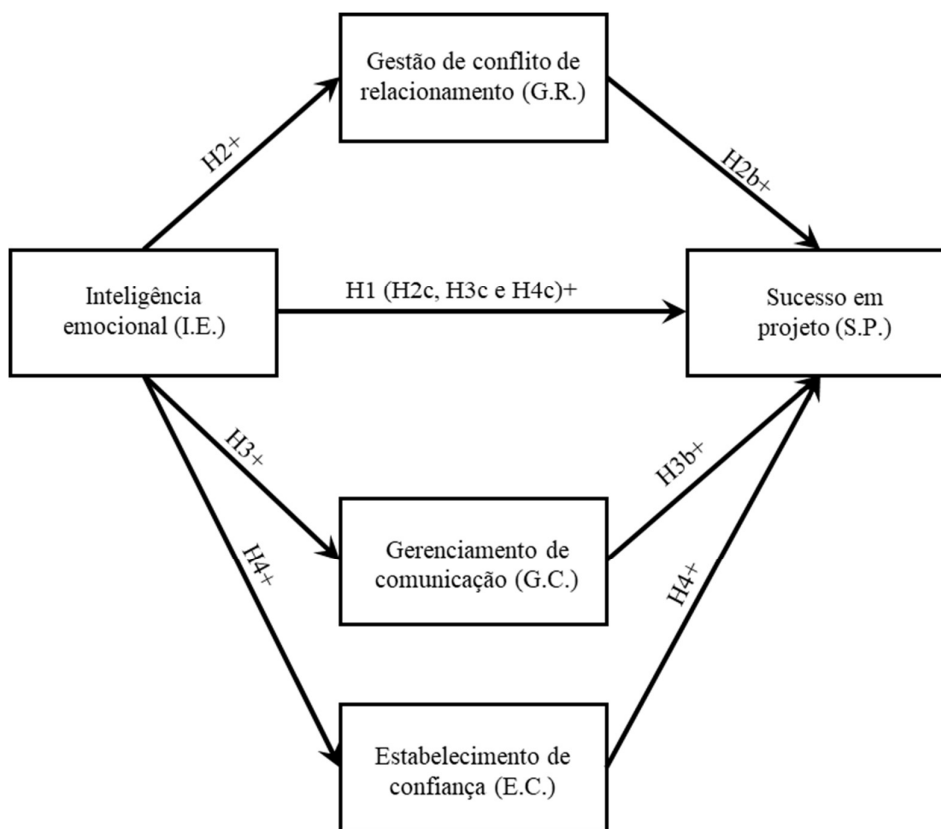 Gestão de conflito de
relacionamento (G.R.)
H2+
H2b+
Inteligência
emocional (I.E.)
H1 (H2c, H3c e H4c)+
Sucesso em
projeto (S.P.)
H3+
H3b+
H4+
H4+
Gerenciamento de
comunicação (G.C.)
Estabelecimento de
confiança (E.C.)